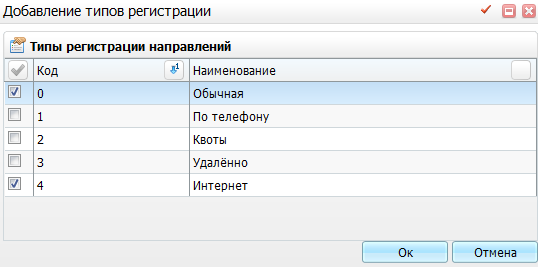 Добавление типов регистрации
Типы регистрации направлений
Код 1 Наименование
0 Обычная
1 По телефону
2 Квоты
3 Удалённо
4 Интернет
Ок Отмена